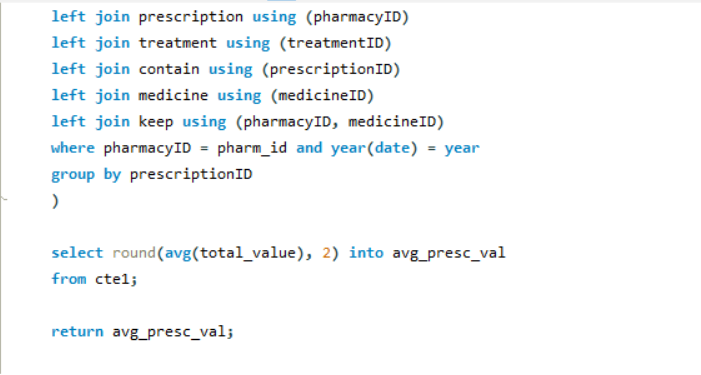 left join prescription using (pharmacyID)
left join treatment using (treatmentID)
left join contain using (prescriptionID)
left join medicine using (medicineID)
left join keep using (pharmacyID, medicineID)
where pharmacyID = pharm_id and year(date) = year
group by prescriptionID
)
select round(avg(total_value), 2) into avg_presc_val
from cte1;
return avg_presc_val;